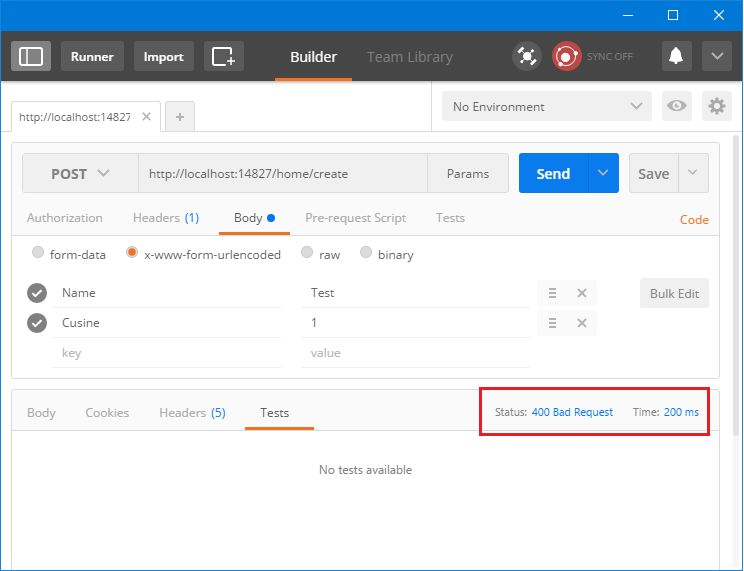 Runner Import Builder Team Library SYNC OFF
http://localhost:14827 No Environment
POST http://localhost:14827/home/create Params Send Save
Authorization Headers (1) Body Pre-request Script Tests Code
form-data x-www-form-urlencoded raw binary
Name Test Bulk Edit
Cusine 1
key value
Body Cookies Headers (5) Tests Status: 400 Bad Request Time: 200 ms
No tests available